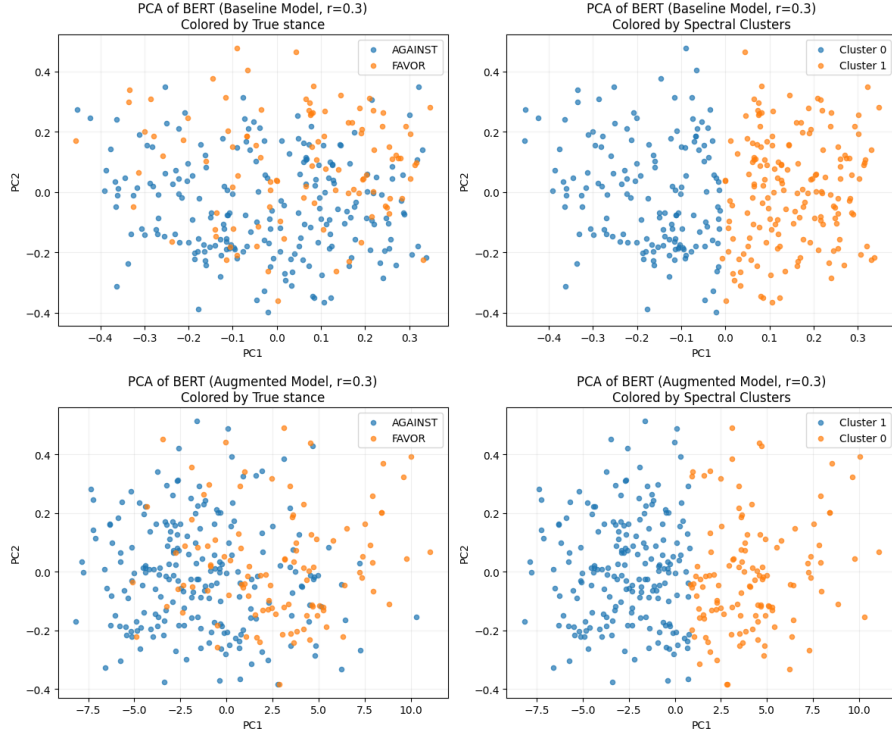 PCA of BERT (Baseline Model, r=0.3)
Colored by True stance
AGAINST
FAVOR
0.4
0.2
0.0
−0.2
−0.4
PC2
−0.4
−0.3
−0.2
−0.1
0.0
0.1
0.2
0.3
PC1
PCA of BERT (Baseline Model, r=0.3)
Colored by Spectral Clusters
Cluster 0
Cluster 1
0.4
0.2
0.0
−0.2
−0.4
PC2
−0.4
−0.3
−0.2
−0.1
0.0
0.1
0.2
0.3
PC1
PCA of BERT (Augmented Model, r=0.3)
Colored by True stance
AGAINST
FAVOR
0.4
0.2
0.0
−0.2
−0.4
PC2
−7.5
−5.0
−2.5
0.0
2.5
5.0
7.5
10.0
PC1
PCA of BERT (Augmented Model, r=0.3)
Colored by Spectral Clusters
Cluster 1
Cluster 0
0.4
0.2
0.0
−0.2
−0.4
PC2
−7.5
−5.0
−2.5
0.0
2.5
5.0
7.5
10.0
PC1